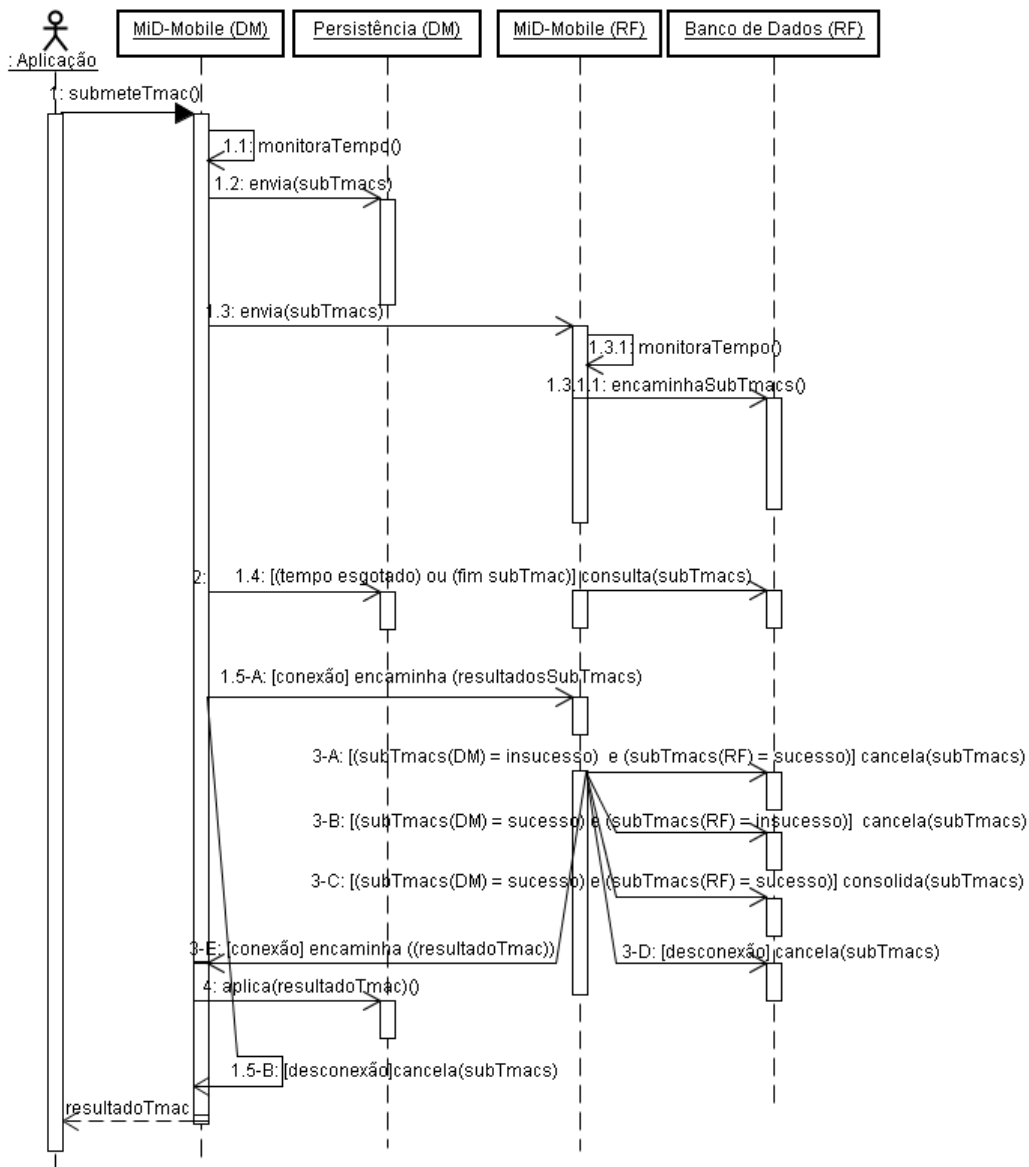 MiD-Mobile (DM)
Persistência (DM)
MiD-Mobile (RF)
Banco de Dados (RF)
: Aplicação
1: submeteTmac()
1.1: monitoraTempo()
1.2: envia(subTmacs)
1.3: envia(subTmacs)
1.3.1: monitoraTempo()
1.3.1.1: encaminhaSubTmacs()
2:
1.4: [(tempo esgotado) ou (fim subTmac)] consulta(subTmacs)
1.5-A: [conexão] encaminha (resultadosSubTmacs)
3-A: [(subTmacs(DM) = insucesso) e (subTmacs(RF) = sucesso)] cancela(subTmacs)
3-B: [(subTmacs(DM) = sucesso) e (subTmacs(RF) = insucesso)] cancela(subTmacs)
3-C: [(subTmacs(DM) = sucesso) e (subTmacs(RF) = sucesso)] consolida(subTmacs)
3-E: [conexão] encaminha ((resultadoTmac))
3-D: [desconexão] cancela(subTmacs)
4: aplica(resultadoTmac)()
1.5-B: [desconexão]cancela(subTmacs)
resultadoTmac